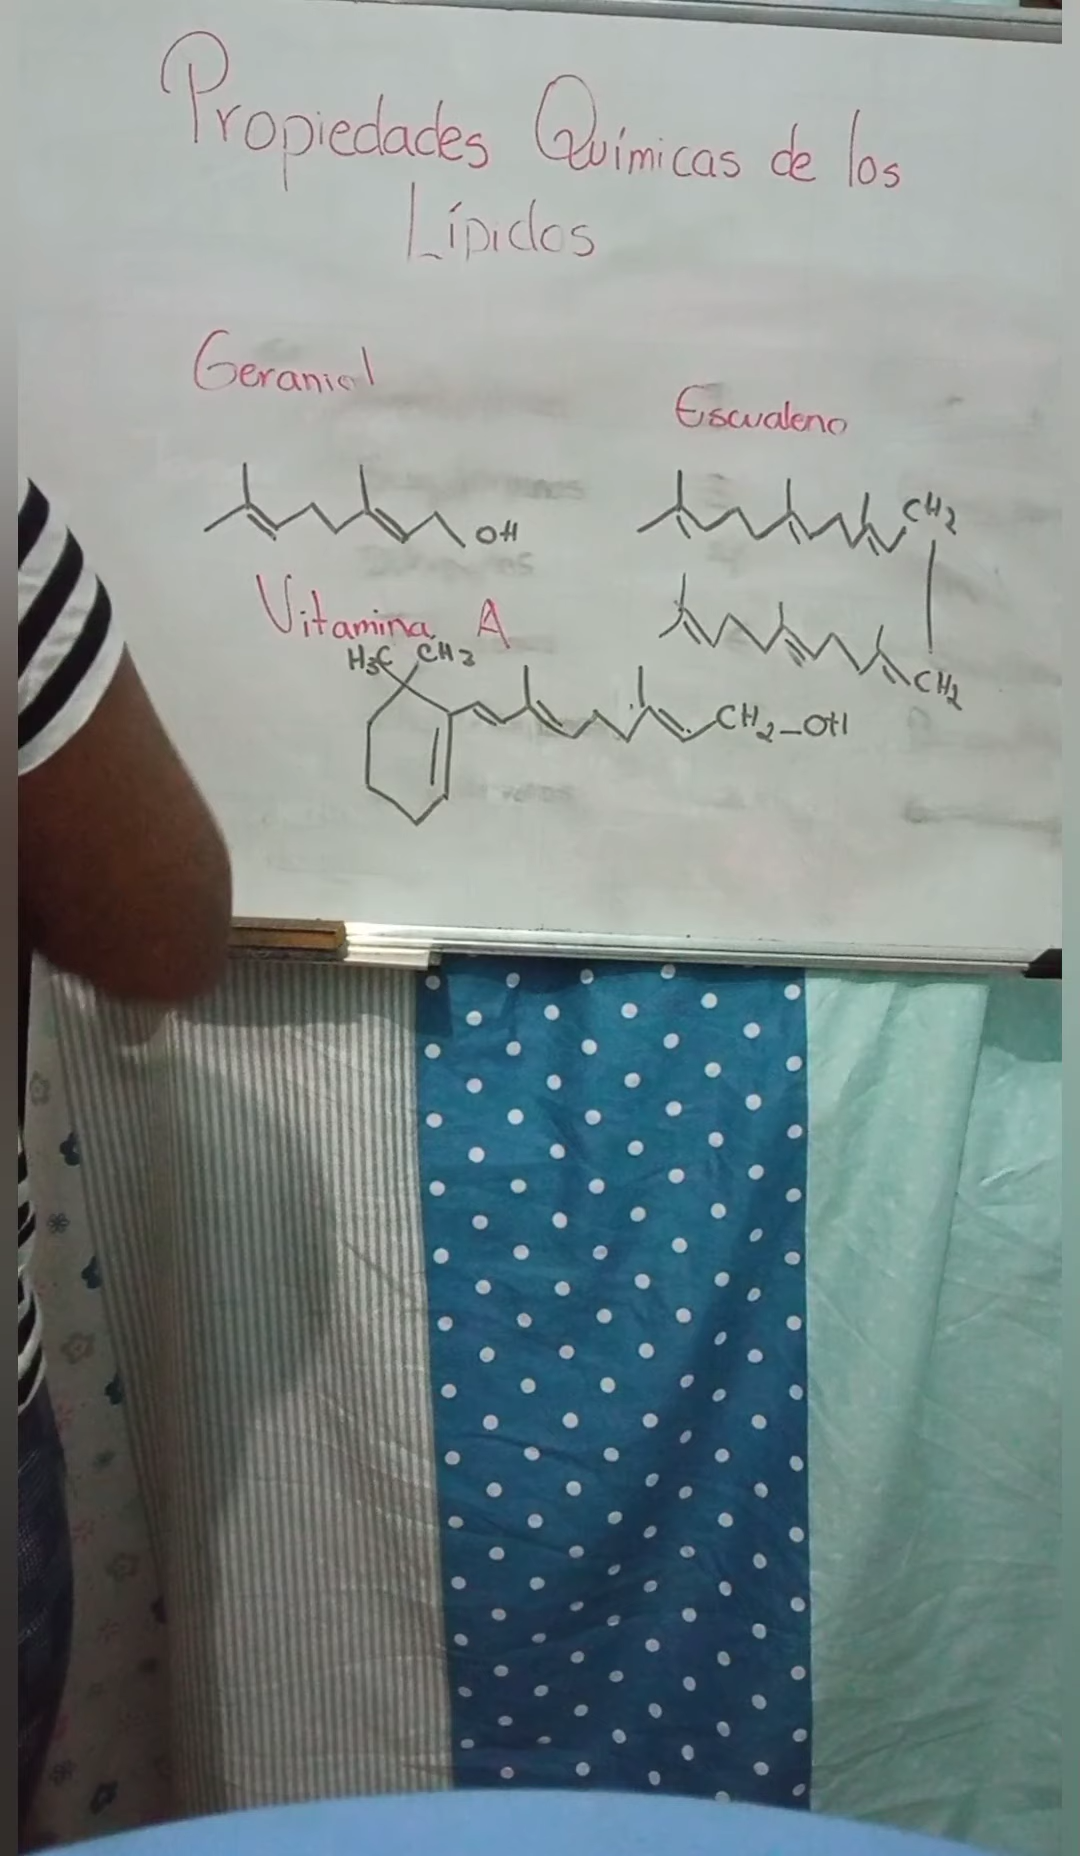 Propiedades Químicas de los
Lípidos
Geraniol
Escualeno
OH
CH2
CH2
Vitamina A
H3C CH3
CH2-OH